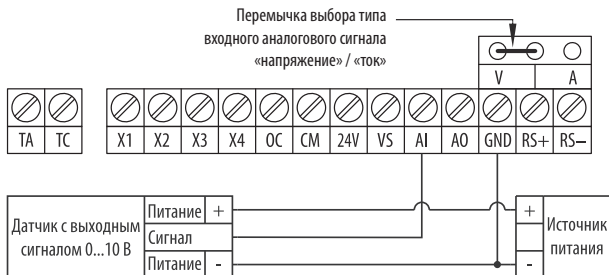 Перемычка выбора типа
входного аналогового сигнала
«напряжение» / «ток»
V A
TA TC X1 X2 X3 X4 OC CM 24V VS AI AO GND RS+ RS–
Датчик с выходным
сигналом 0...10 В
Питание +
Сигнал
Питание -
+
Источник
питания
-